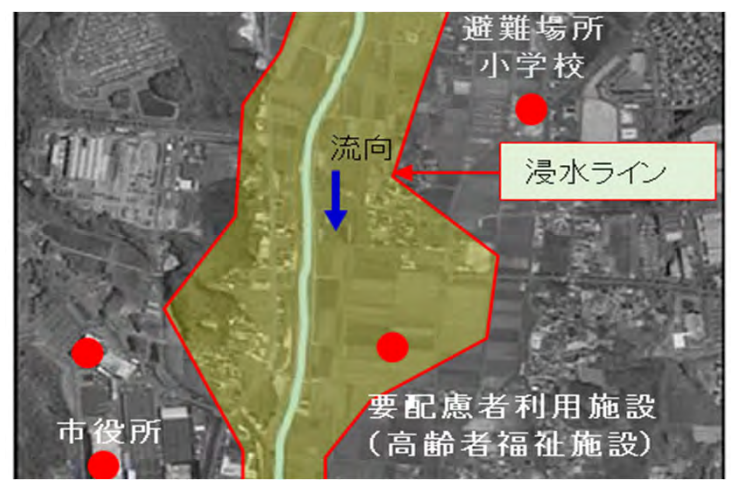 避難場所
小学校
流向
浸水ライン
要配慮者利用施設
（高齢者福祉施設）
市役所